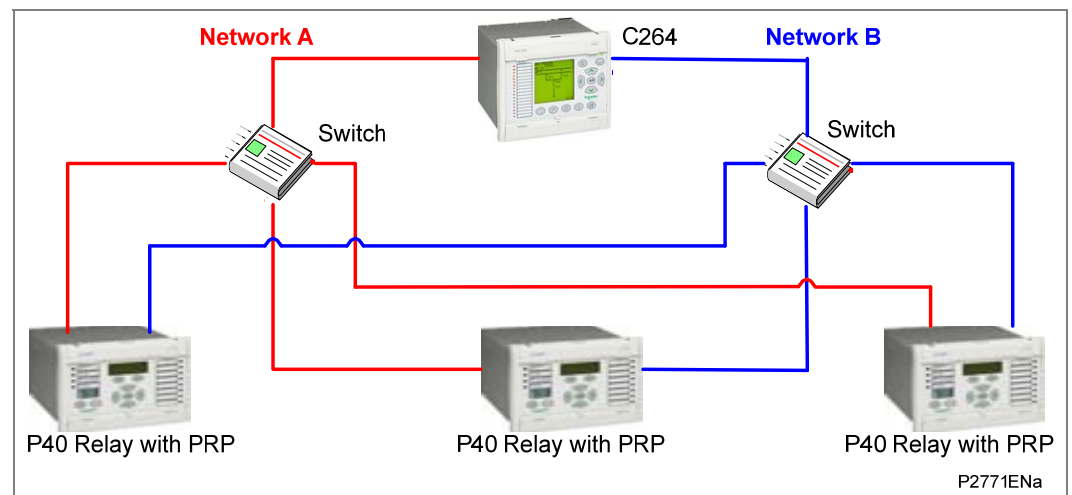 Network A
C264
Network B
Switch
Switch
P40 Relay with PRP
P40 Relay with PRP
P40 Relay with PRP
P2771ENa